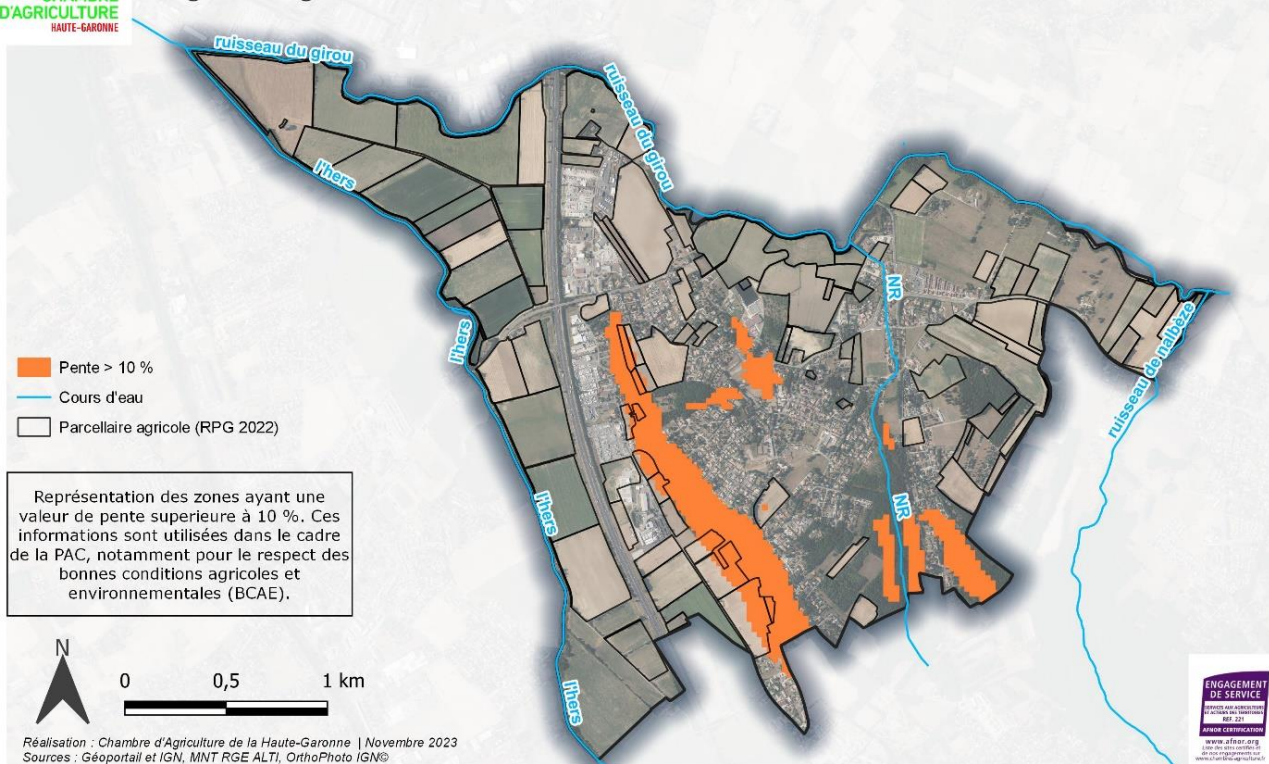 CHAMBRE
D'AGRICULTURE
HAUTE-GARONNE
ruisseau du girou
ruisseau du girou
l'hers
NR
l'hers
ruisseau de nalbèze
Pente > 10 %
Cours d'eau
Parcellaire agricole (RPG 2022)
Représentation des zones ayant une
valeur de pente superieure à 10 %. Ces
informations sont utilisées dans le cadre
de la PAC, notamment pour le respect des
bonnes conditions agricoles et
environnementales (BCAE).
l'hers
NR
N
0 0,5 1 km
l'hers
Réalisation : Chambre d'Agriculture de la Haute-Garonne | Novembre 2023
Sources : Géoportail et IGN, MNT RGE ALTI, OrthoPhoto IGN©
ENGAGEMENT
DE SERVICE
REF. 221
AFNOR CERTIFICATION
www.afnor.org